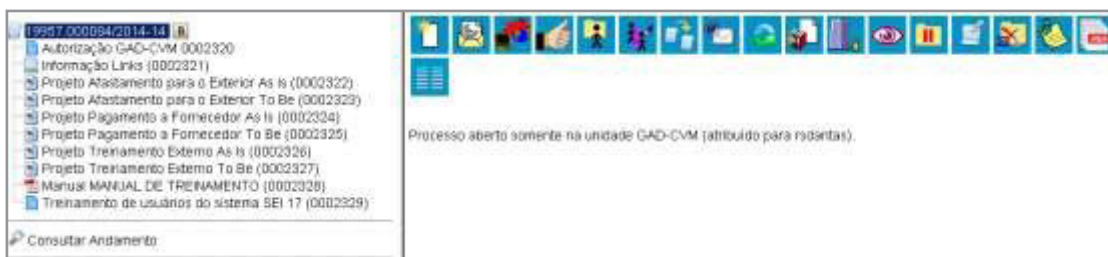 19957.000094/2014-14
Autorização GAD-CVM 0002320
Informação Links (0002321)
Projeto Afastamento para o Exterior As Is (0002322)
Projeto Afastamento para o Exterior To Be (0002323)
Projeto Pagamento a Fornecedor As Is (0002324)
Projeto Pagamento a Fornecedor To Be (0002325)
Projeto Treinamento Externo As Is (0002326)
Projeto Treinamento Externo To Be (0002327)
Manual MANUAL DE TREINAMENTO (0002328)
Treinamento de usuários do sistema SEI 17 (0002329)
Consultar Andamento
Processo aberto somente na unidade GAD-CVM (atribuído para rodantas).